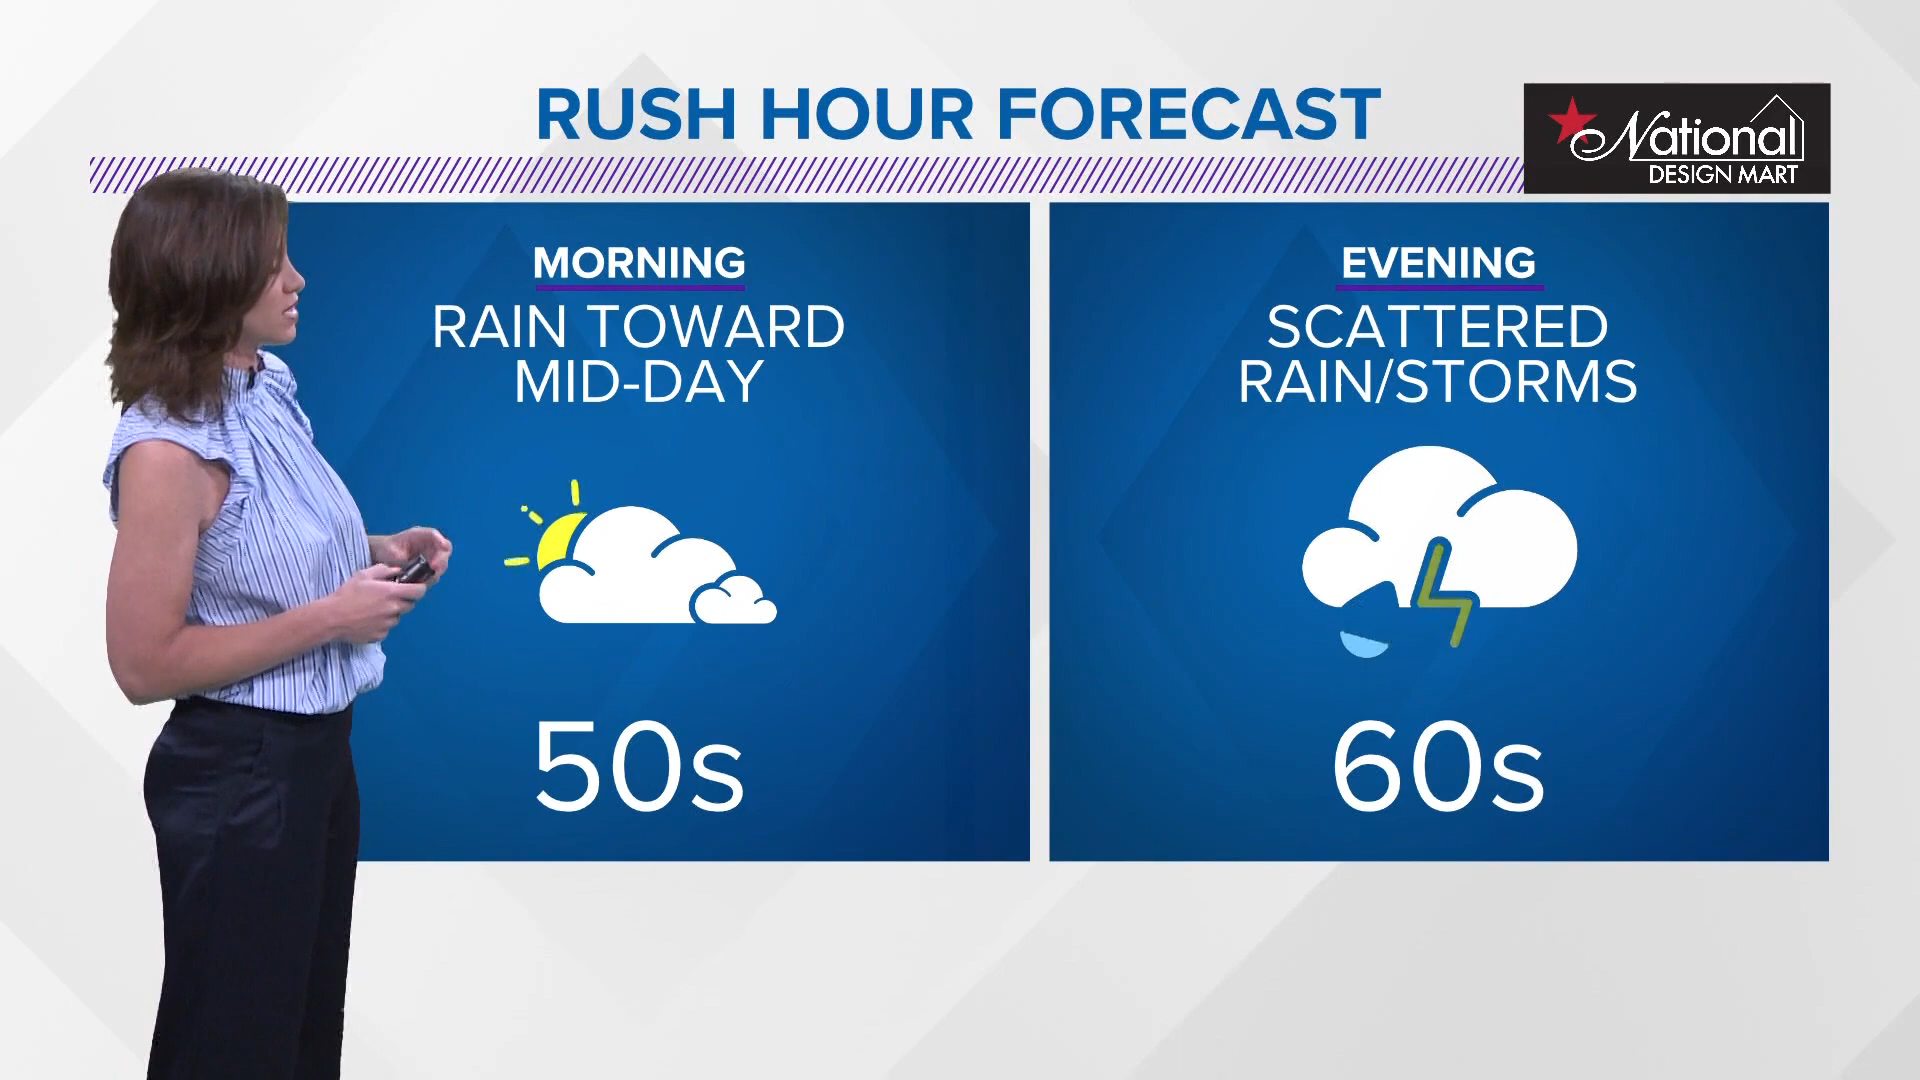 RUSH HOUR FORECAST
National
DESIGN MART
MORNING
RAIN TOWARD
MID-DAY
50s
EVENING
SCATTERED
RAIN/STORMS
60s